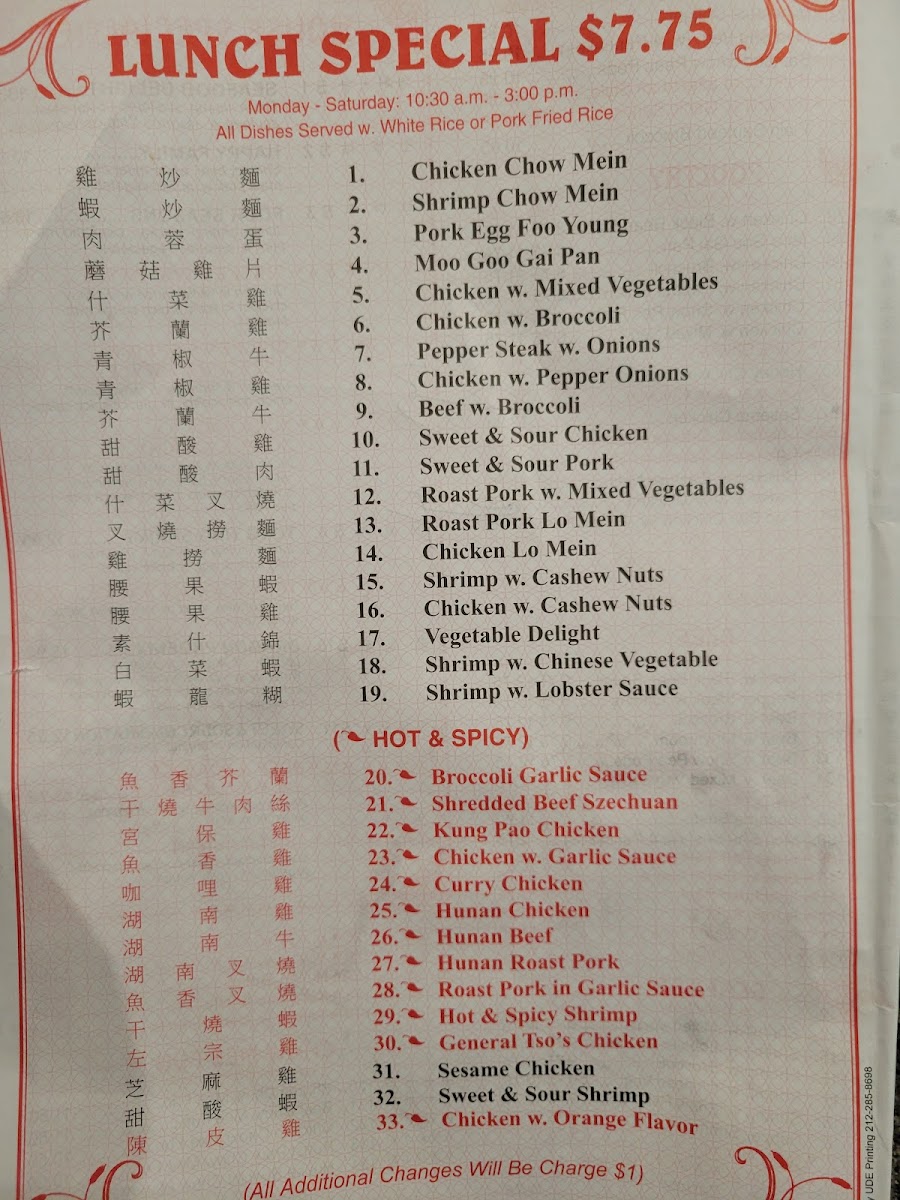 LUNCH SPECIAL $7.75
Monday - Saturday: 10:30 a.m. - 3:00 p.m.
All Dishes Served w. White Rice or Pork Fried Rice
雞炒麵 1. Chicken Chow Mein
蝦炒麵 2. Shrimp Chow Mein
肉蓉蛋 3. Pork Egg Foo Young
蘑菇雞片 4. Moo Goo Gai Pan
什菜雞 5. Chicken w. Mixed Vegetables
芥蘭雞 6. Chicken w. Broccoli
青椒牛 7. Pepper Steak w. Onions
青椒雞 8. Chicken w. Pepper Onions
芥蘭牛 9. Beef w. Broccoli
甜酸雞 10. Sweet & Sour Chicken
甜酸肉 11. Sweet & Sour Pork
什菜叉燒 12. Roast Pork w. Mixed Vegetables
叉燒撈麵 13. Roast Pork Lo Mein
雞撈麵 14. Chicken Lo Mein
腰果蝦 15. Shrimp w. Cashew Nuts
腰果雞 16. Chicken w. Cashew Nuts
素什錦 17. Vegetable Delight
白菜蝦 18. Shrimp w. Chinese Vegetable
蝦龍糊 19. Shrimp w. Lobster Sauce
(HOT & SPICY)
魚香芥蘭 20. Broccoli Garlic Sauce
干燒牛肉絲 21. Shredded Beef Szechuan
宮保雞 22. Kung Pao Chicken
魚香雞 23. Chicken w. Garlic Sauce
咖哩雞 24. Curry Chicken
湖南雞 25. Hunan Chicken
湖南牛 26. Hunan Beef
湖南叉燒 27. Hunan Roast Pork
魚香叉燒 28. Roast Pork in Garlic Sauce
干燒蝦 29. Hot & Spicy Shrimp
左宗雞 30. General Tso's Chicken
芝麻雞 31. Sesame Chicken
甜酸蝦 32. Sweet & Sour Shrimp
陳皮雞 33. Chicken w. Orange Flavor
(All Additional Changes Will Be Charge $1)
UDE Printing 212-285-8698